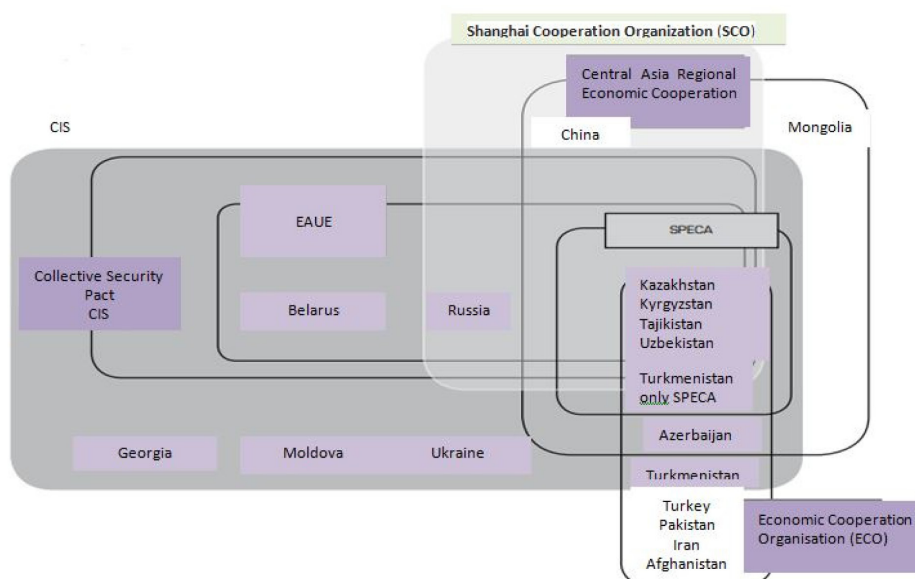 Shanghai Cooperation Organization (SCO)
Central Asia Regional
Economic Cooperation
CIS
China
Mongolia
EAUE
SPECA
Collective Security
Pact
CIS
Belarus
Russia
Kazakhstan
Kyrgyzstan
Tajikistan
Uzbekistan
Turkmenistan
only SPECA
Georgia
Moldova
Ukraine
Azerbaijan
Turkmenistan
Turkey
Pakistan
Iran
Afghanistan
Economic Cooperation
Organisation (ECO)